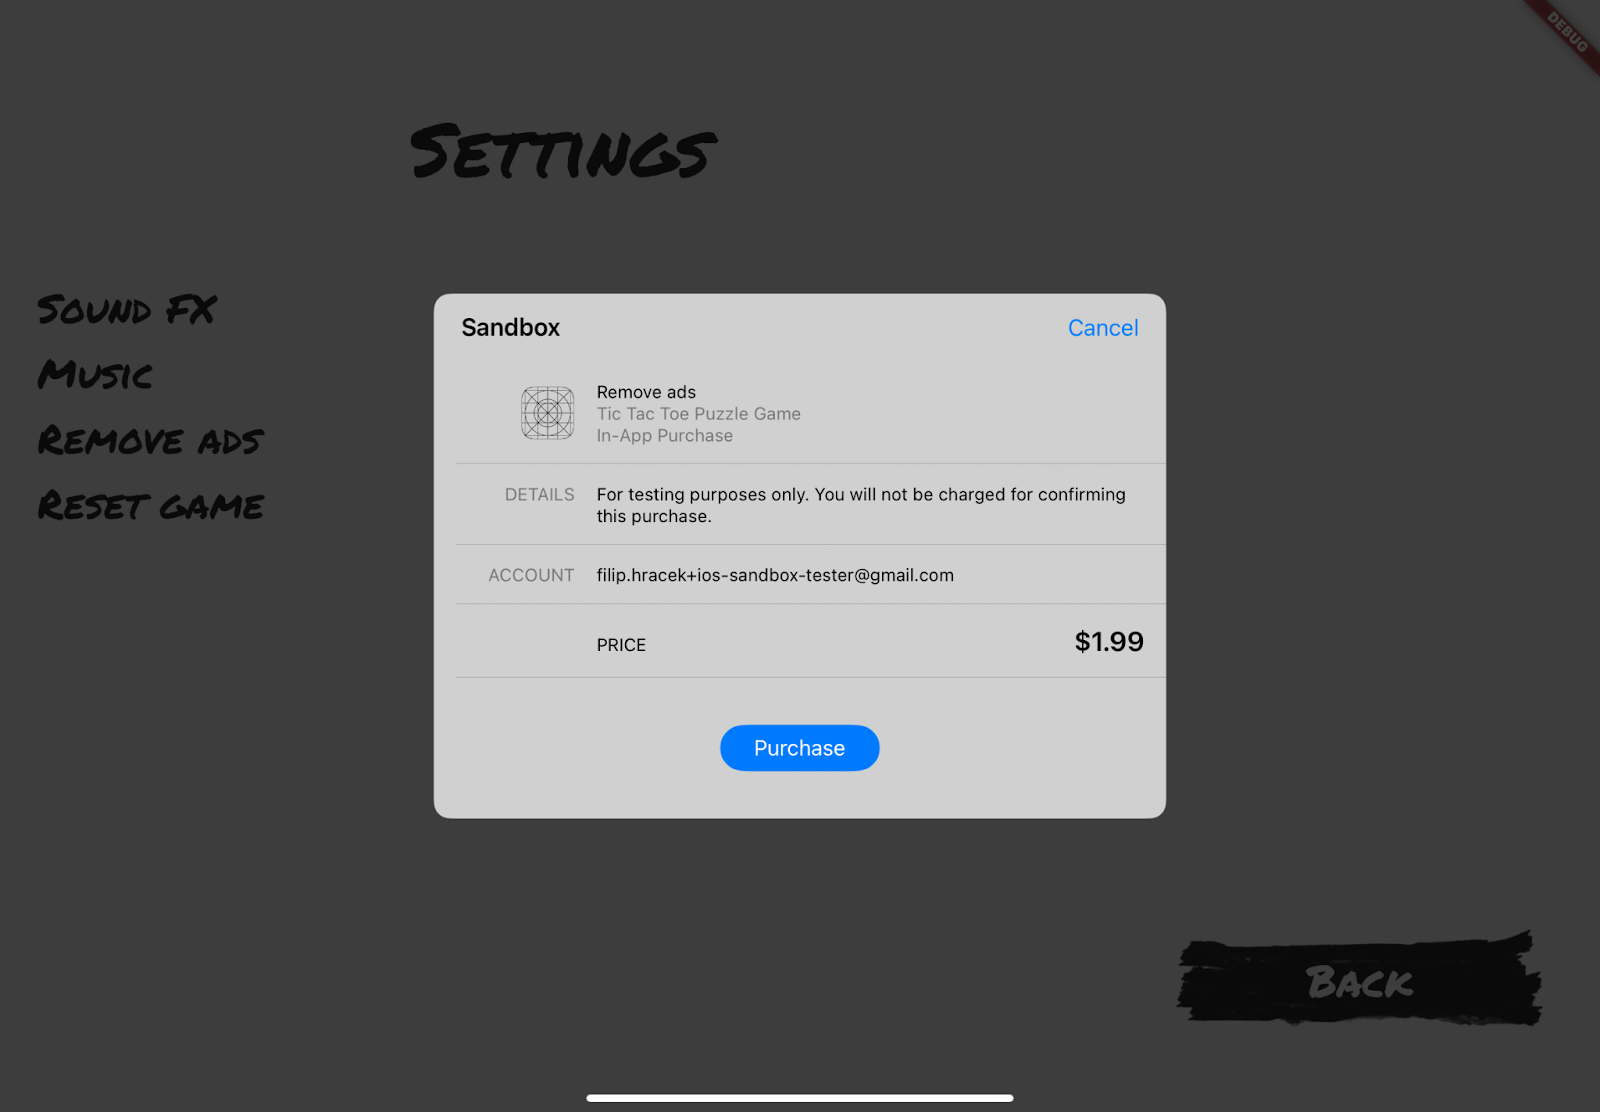 DEBUG
Settings
Sound FX
Music
Remove ads
Reset game
Sandbox
Cancel
Remove ads
Tic Tac Toe Puzzle Game
In-App Purchase
DETAILS
For testing purposes only. You will not be charged for confirming
this purchase.
ACCOUNT
filip.hracek+ios-sandbox-tester@gmail.com
PRICE
$1.99
Purchase
Back